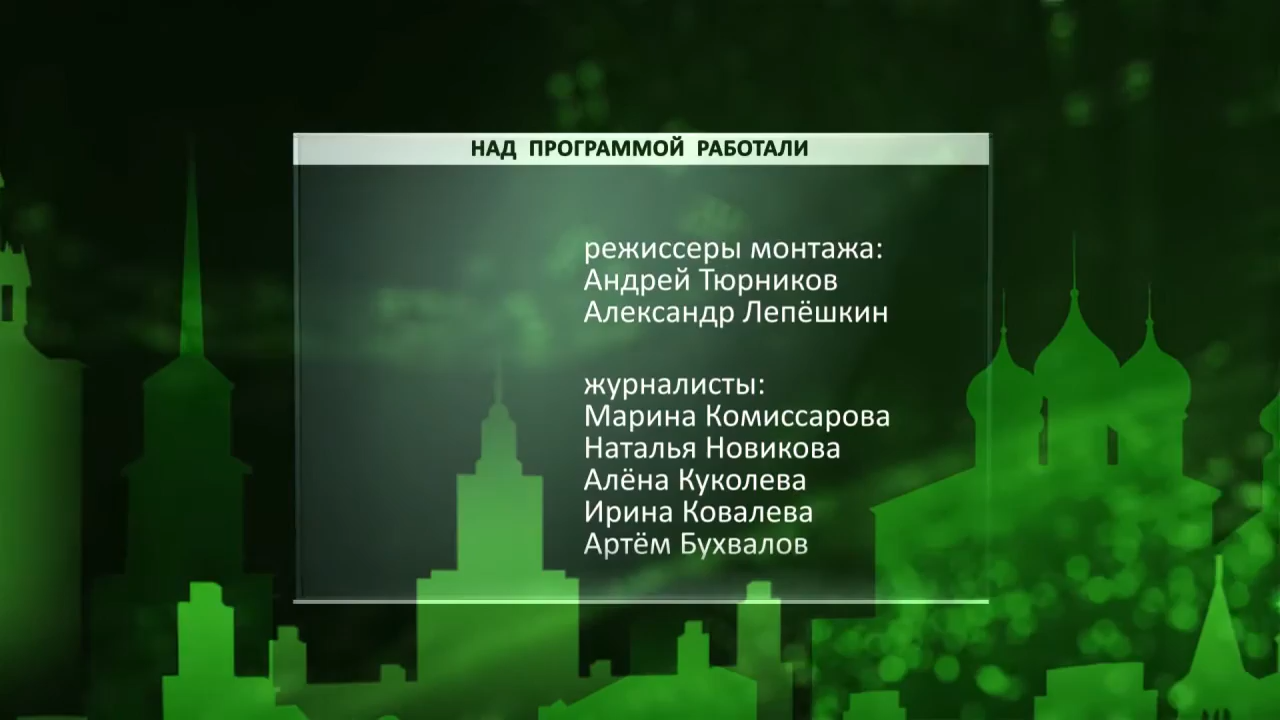 НАД ПРОГРАММОЙ РАБОТАЛИ
режиссеры монтажа:
Андрей Тюрников
Александр Лепёшкин
журналисты:
Марина Комиссарова
Наталья Новикова
Алёна Куколева
Ирина Ковалева
Артём Бухвалов